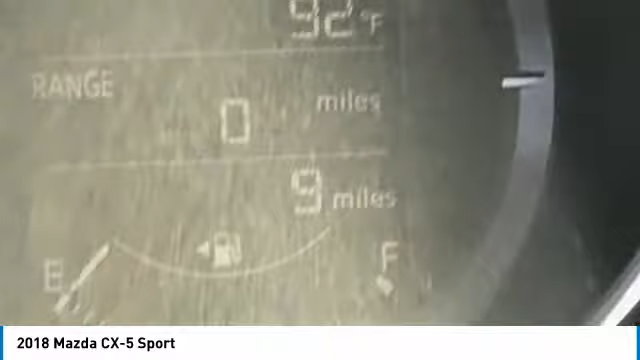 92°F
RANGE
0 miles
9 miles
E F
2018 Mazda CX-5 Sport